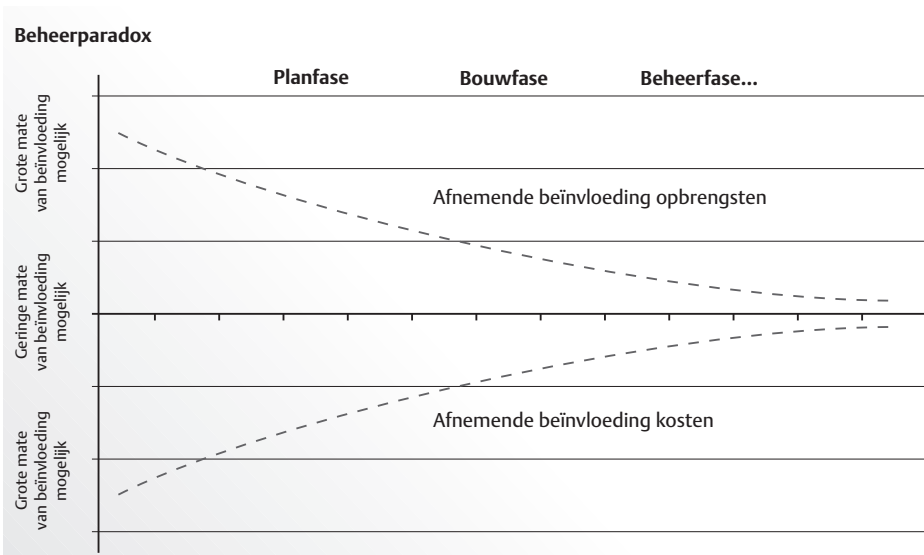 Beheerparadox
Planfase
Bouwfase
Beheerfase...
Grote mate
van beïnvloeding
mogelijk
Afnemende beïnvloeding opbrengsten
Geringe mate
van beïnvloeding
mogelijk
Afnemende beïnvloeding kosten
Grote mate
van beïnvloeding
mogelijk